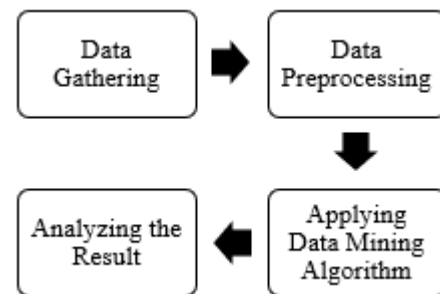 Data
Gathering
Data
Preprocessing
Applying
Data Mining
Algorithm
Analyzing the
Result